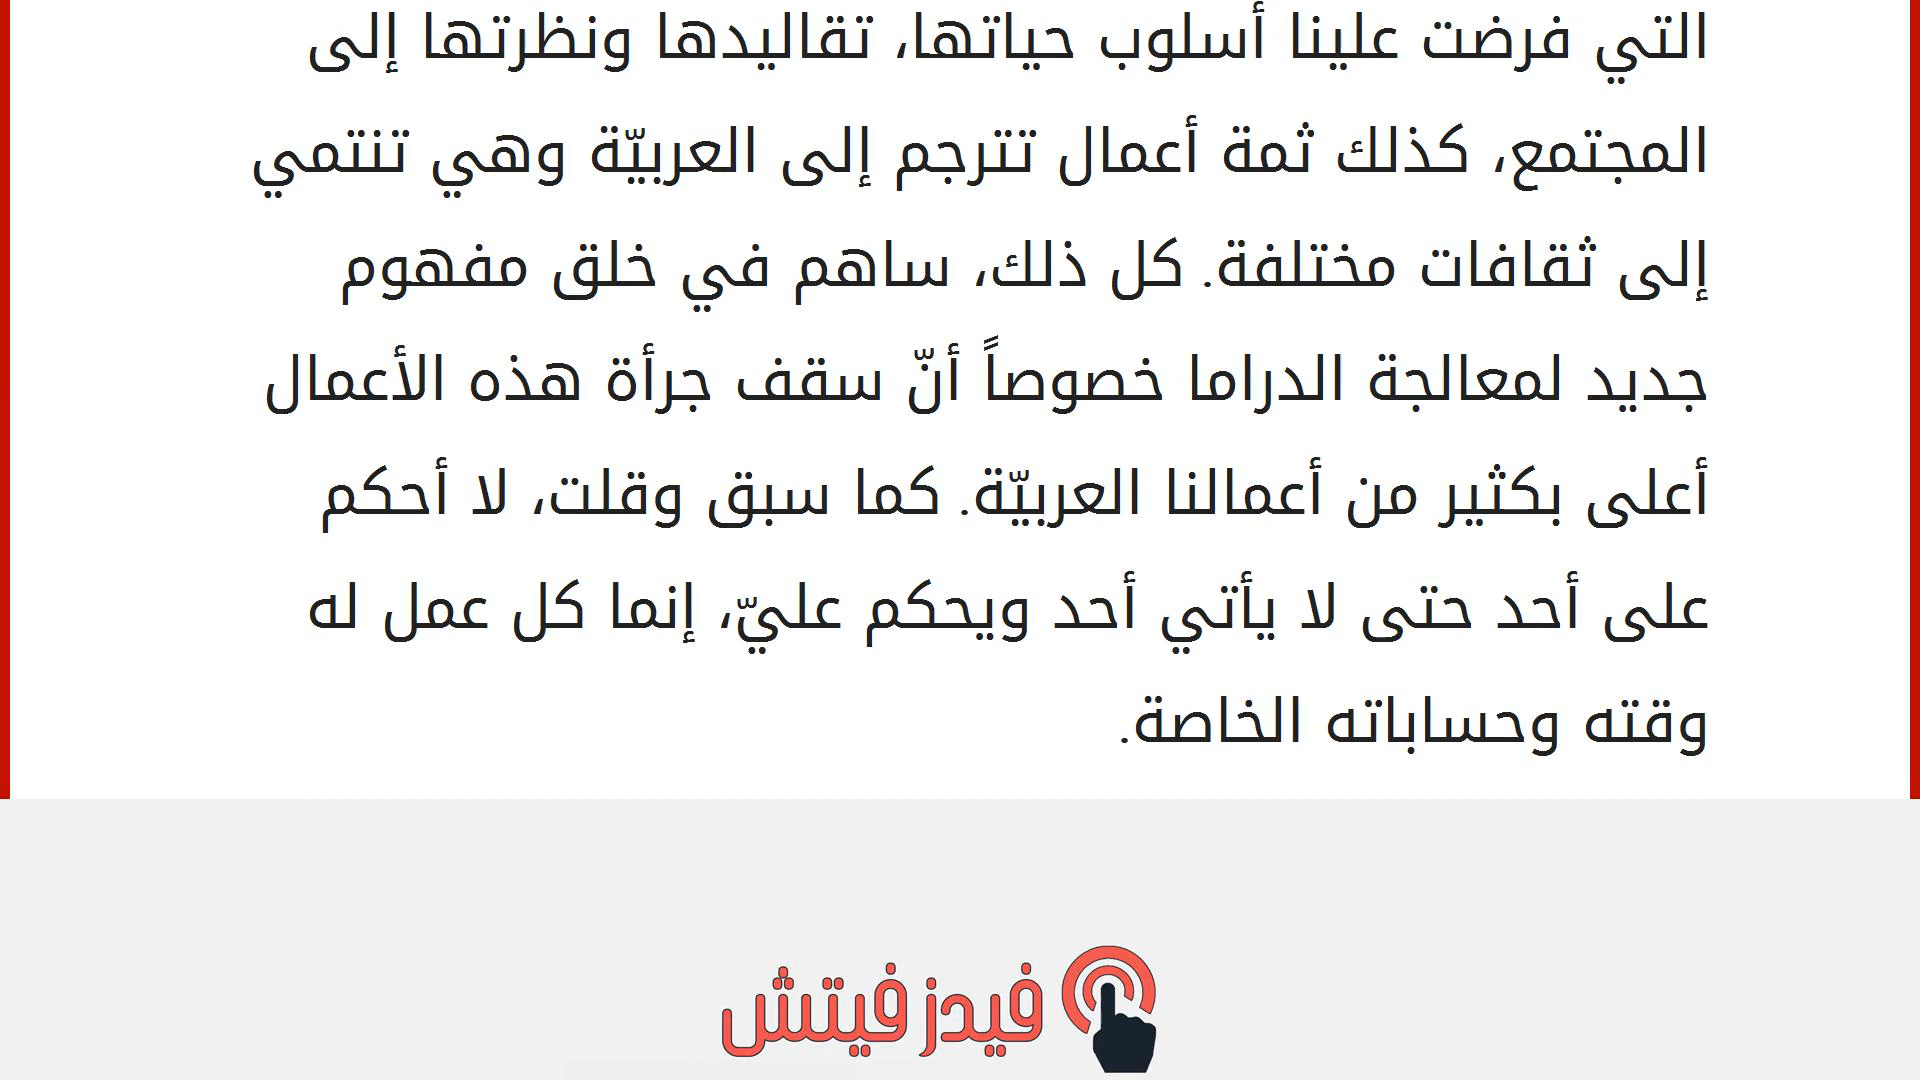 التي فرضت علينا أسلوب حياتها، تقاليدها ونظرتها إلى
المجتمع، كذلك ثمة أعمال تترجم إلى العربيّة وهي تنتمي
إلى ثقافات مختلفة. كل ذلك، ساهم في خلق مفهوم
جديد لمعالجة الدراما خصوصاً أنّ سقف جرأة هذه الأعمال
أعلى بكثير من أعمالنا العربيّة. كما سبق وقلت، لا أحكم
على أحد حتى لا يأتي أحد ويحكم عليّ، إنما كل عمل له
وقته وحساباته الخاصة.
فيدز فيتش